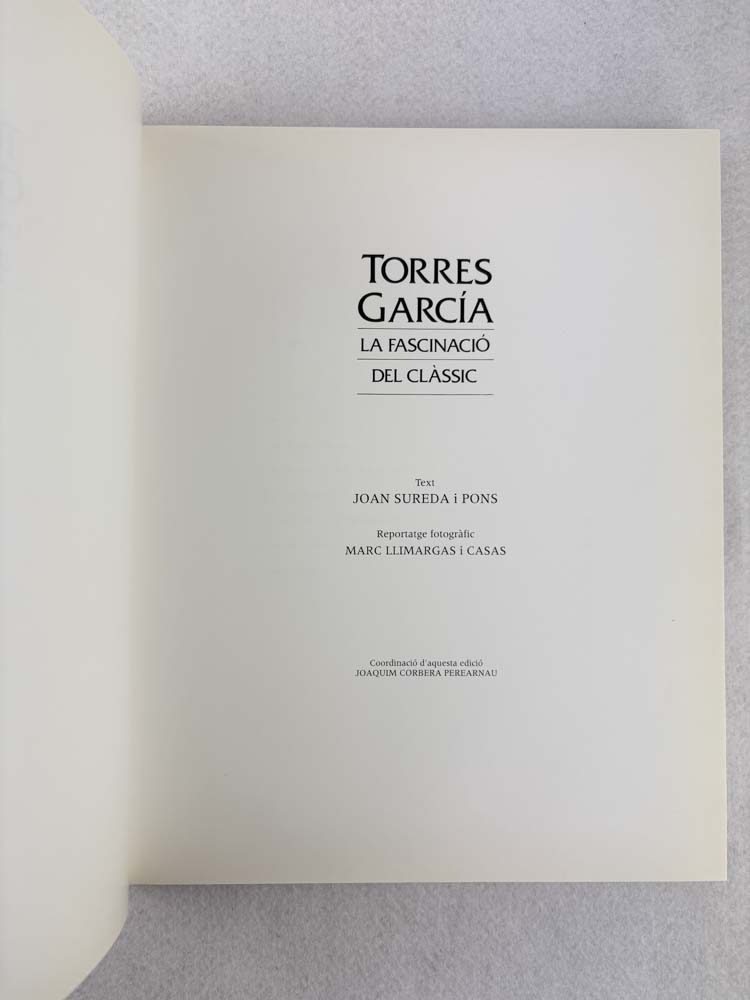 TORRES
GARCÍA
LA FASCINACIÓ
DEL CLÀSSIC
Text
JOAN SUREDA i PONS
Reportatge fotogràfic
MARC LLIMARGAS i CASAS
Coordinació d'aquesta edició
JOAQUIM CORBERA PEREARNAU